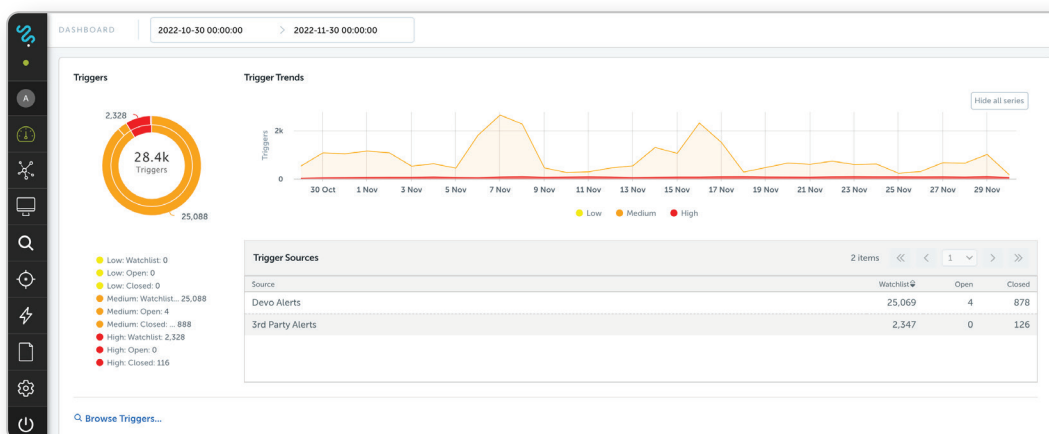 DASHBOARD
2022-10-30 00:00:00 > 2022-11-30 00:00:00
A
Triggers
2,328
28.4k
Triggers
25,088
Low: Watchlist: 0
Low: Open: 0
Low: Closed: 0
Medium: Watchlist... 25,088
Medium: Open: 4
Medium: Closed: ... 888
High: Watchlist: 2,328
High: Open: 0
High: Closed: 116
Trigger Trends
Hide all series
Triggers
2k
0
30 Oct 1 Nov 3 Nov 5 Nov 7 Nov 9 Nov 11 Nov 13 Nov 15 Nov 17 Nov 19 Nov 21 Nov 23 Nov 25 Nov 27 Nov 29 Nov
Low Medium High
Trigger Sources 2 items 1
Source Watchlist Open Closed
Devo Alerts 25,069 4 878
3rd Party Alerts 2,347 0 126
Browse Triggers...